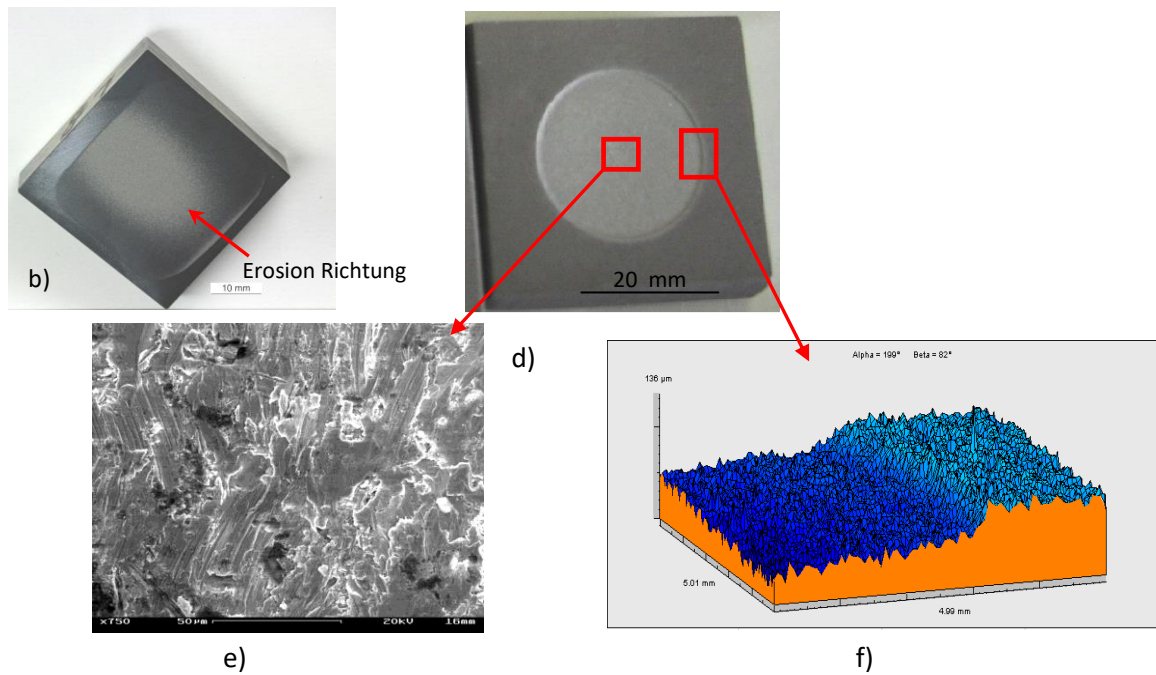 b)
Erosion Richtung
10 mm
20 mm
d)
x750 50µm 20kV 16mm
e)
Alpha = 199° Beta = 82°
136 µm
5.01 mm
4.99 mm
f)